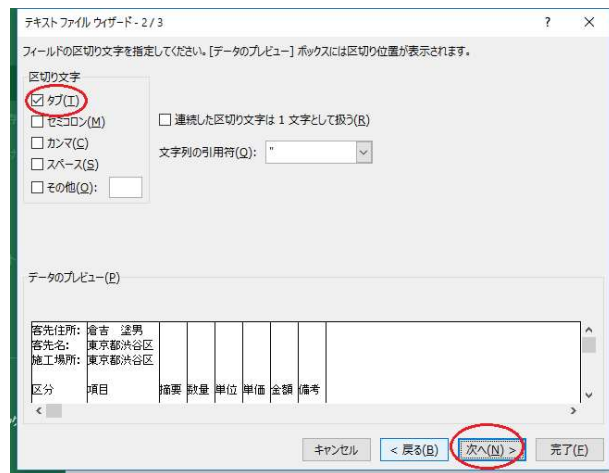 テキスト ファイル ウィザード - 2 / 3 ? ×
フィールドの区切り文字を指定してください。[データのプレビュー] ボックスには区切り位置が表示されます。
区切り文字
タブ(T)
セミコロン(M)
カンマ(C)
スペース(S)
その他(O):
連続した区切り文字は 1 文字として扱う(R)
文字列の引用符(Q): "
データのプレビュー(P)
客先住所: 倉吉 塗男
客先名: 東京都渋谷区
施工場所: 東京都渋谷区
区分 項目 摘要 数量 単位 単価 金額 備考
キャンセル < 戻る(B) 次へ(N) > 完了(F)